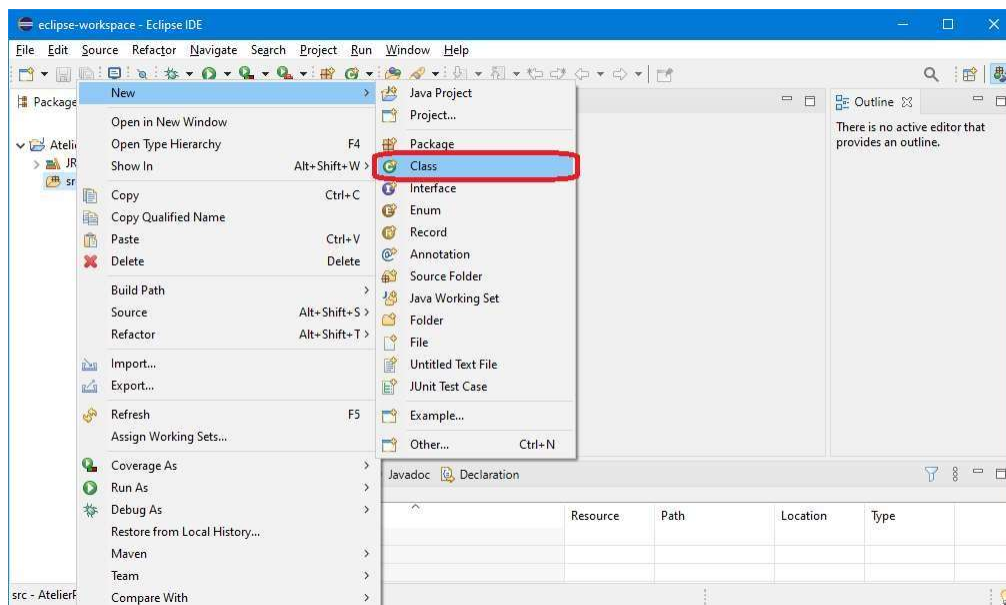 eclipse-workspace - Eclipse IDE
File Edit Source Refactor Navigate Search Project Run Window Help
Package
Outline
There is no active editor that
provides an outline.
Ateli
JR
sr
New
Open in New Window
Open Type Hierarchy F4
Show In Alt+Shift+W
Copy Ctrl+C
Copy Qualified Name
Paste Ctrl+V
Delete Delete
Build Path
Source Alt+Shift+S
Refactor Alt+Shift+T
Import...
Export...
Refresh F5
Assign Working Sets...
Coverage As
Run As
Debug As
Restore from Local History...
Maven
Team
Compare With
Java Project
Project...
Package
Class
Interface
Enum
Record
Annotation
Source Folder
Java Working Set
Folder
File
Untitled Text File
JUnit Test Case
Example...
Other... Ctrl+N
Javadoc Declaration
Resource Path Location Type
src - AtelierF